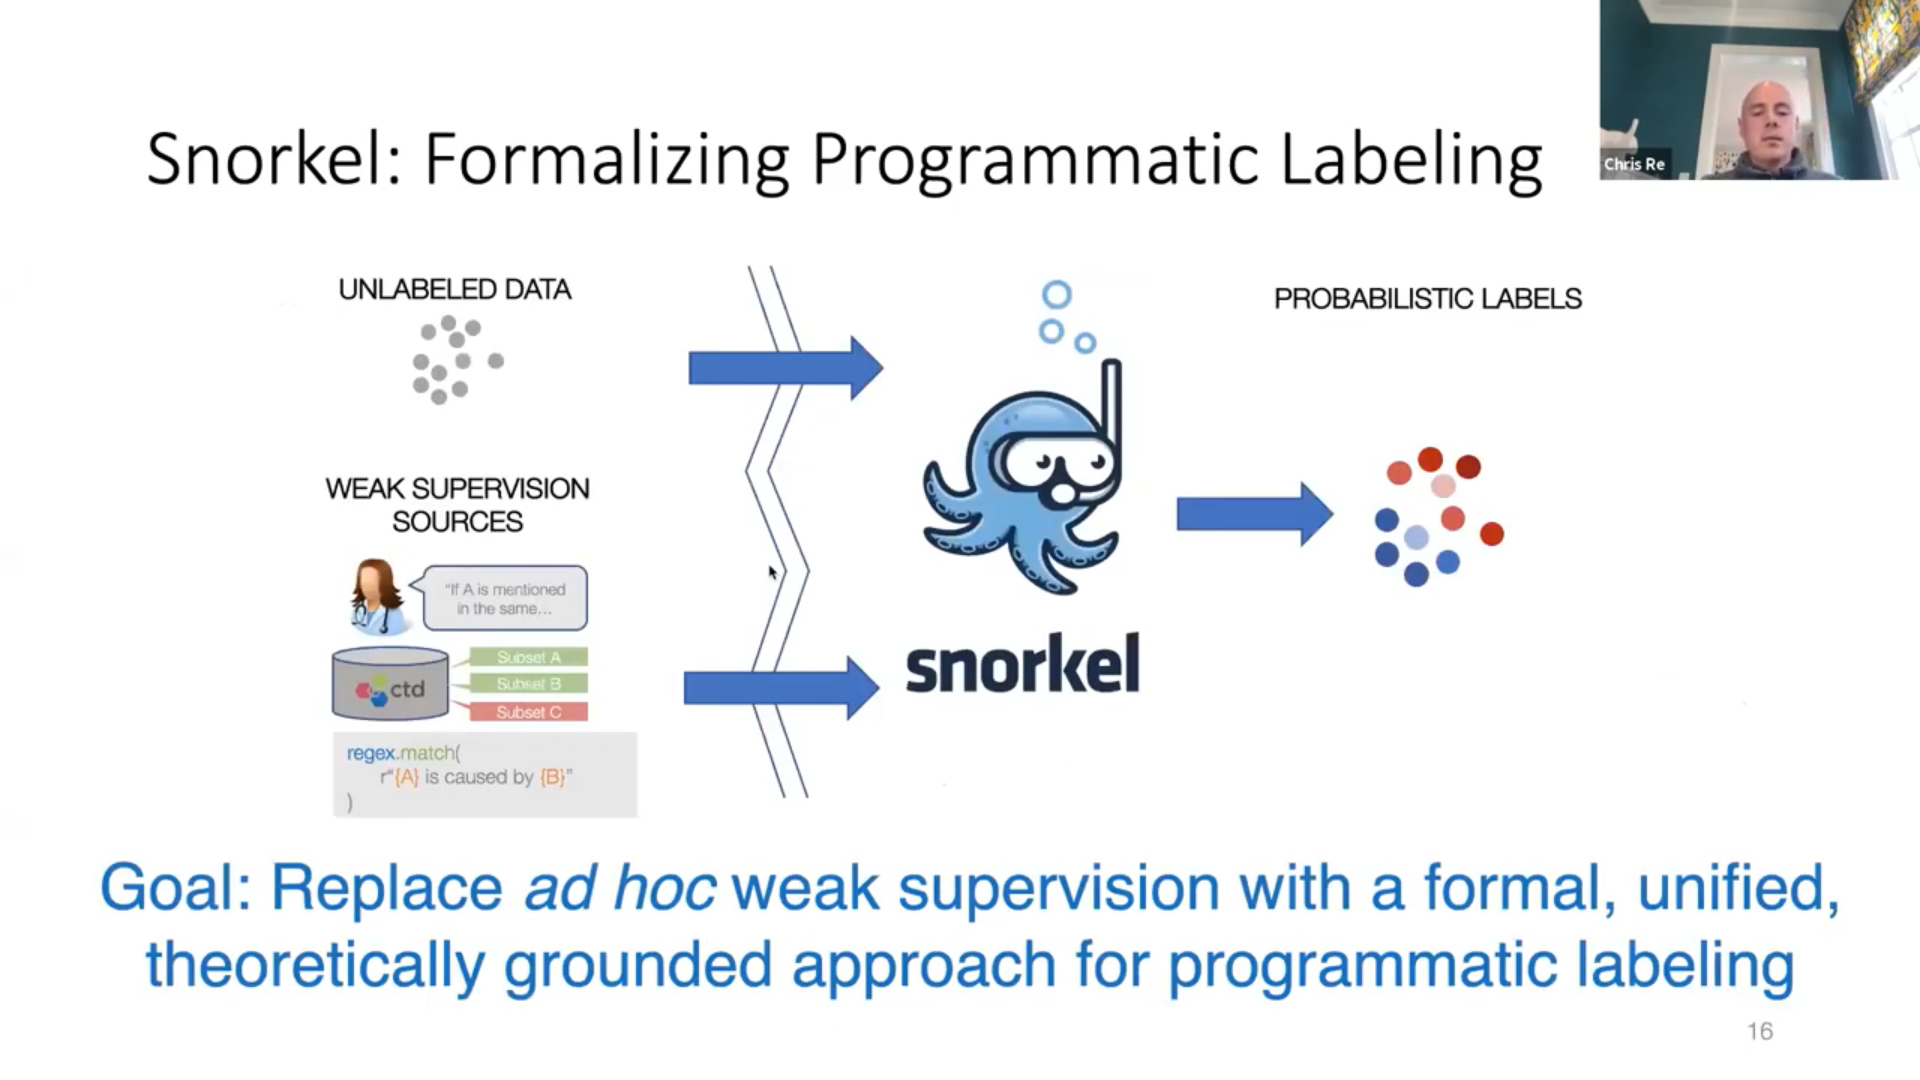 Snorkel: Formalizing Programmatic Labeling
Chris Re
UNLABELED DATA
PROBABILISTIC LABELS
WEAK SUPERVISION
SOURCES
"If A is mentioned
in the same...
ctd
Subset A
Subset B
Subset C
regex.match(
r"{A} is caused by {B}"
)
snorkel
Goal: Replace ad hoc weak supervision with a formal, unified,
theoretically grounded approach for programmatic labeling
16